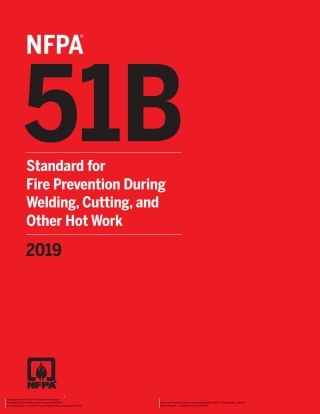 NFPA®
51B
Standard for
Fire Prevention During
Welding, Cutting, and
Other Hot Work
2019
NFPA®